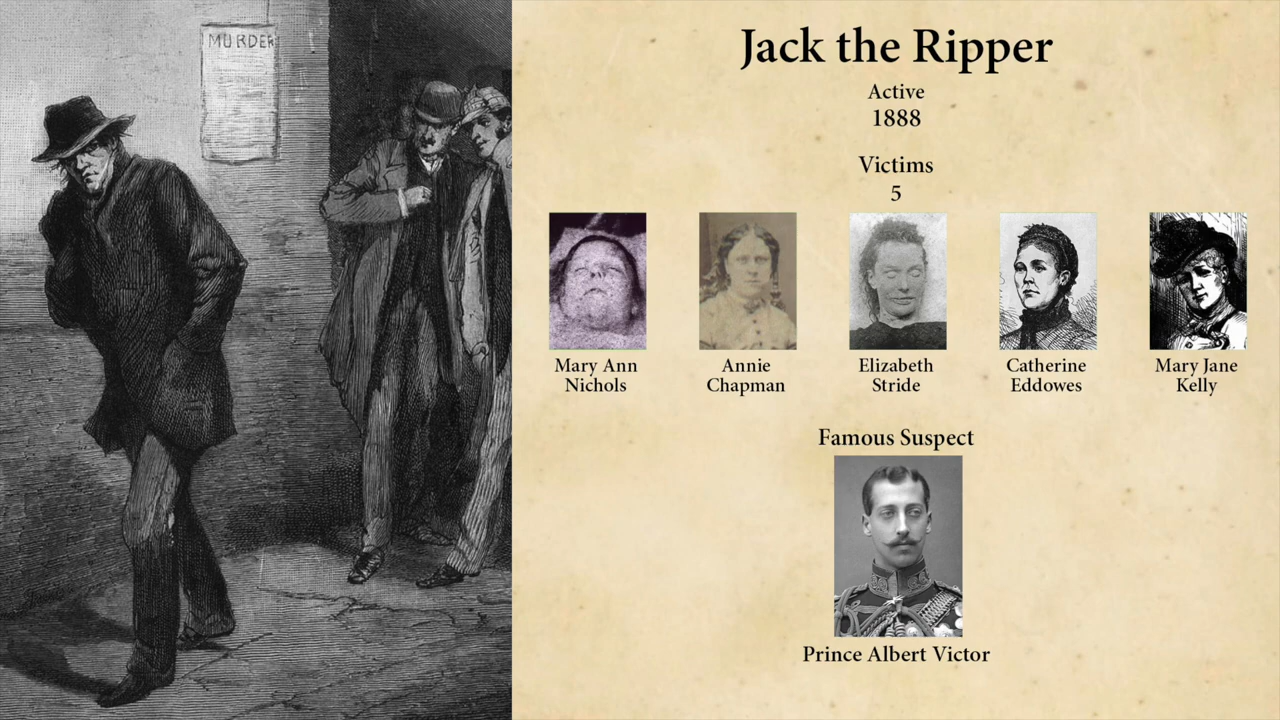 MURDER
Jack the Ripper
Active
1888
Victims
5
Mary Ann
Nichols
Annie
Chapman
Elizabeth
Stride
Catherine
Eddowes
Mary Jane
Kelly
Famous Suspect
Prince Albert Victor